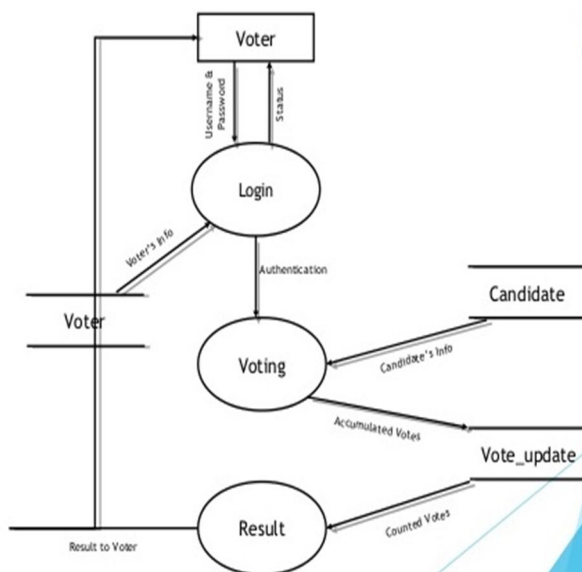 Voter
Username &
Password
Status
Login
Voter's Info
Authentication
Candidate
Voter
Voting
Candidate's Info
Accumulated Votes
Vote_update
Result
Counted Votes
Result to Voter